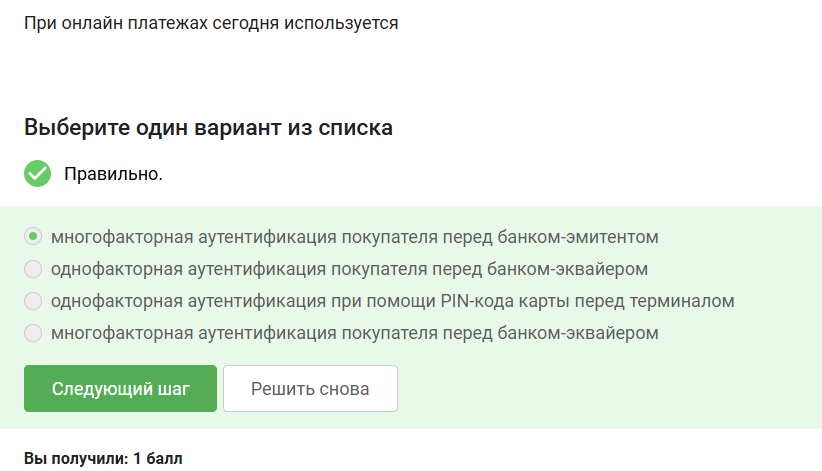 При онлайн платежах сегодня используется
Выберите один вариант из списка
Правильно.
многофакторная аутентификация покупателя перед банком-эмитентом
однофакторная аутентификация покупателя перед банком-эквайером
однофакторная аутентификация при помощи PIN-кода карты перед терминалом
многофакторная аутентификация покупателя перед банком-эквайером
Следующий шаг
Решить снова
Вы получили: 1 балл